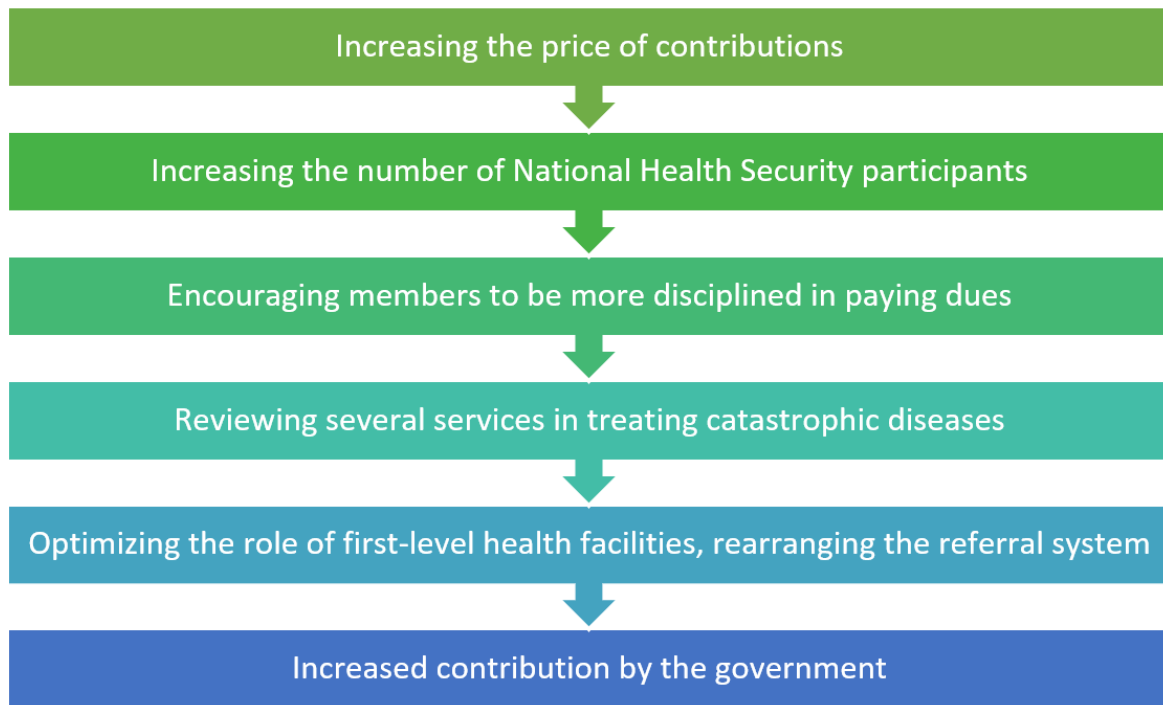 Increasing the price of contributions
Increasing the number of National Health Security participants
Encouraging members to be more disciplined in paying dues
Reviewing several services in treating catastrophic diseases
Optimizing the role of first-level health facilities, rearranging the referral system
Increased contribution by the government